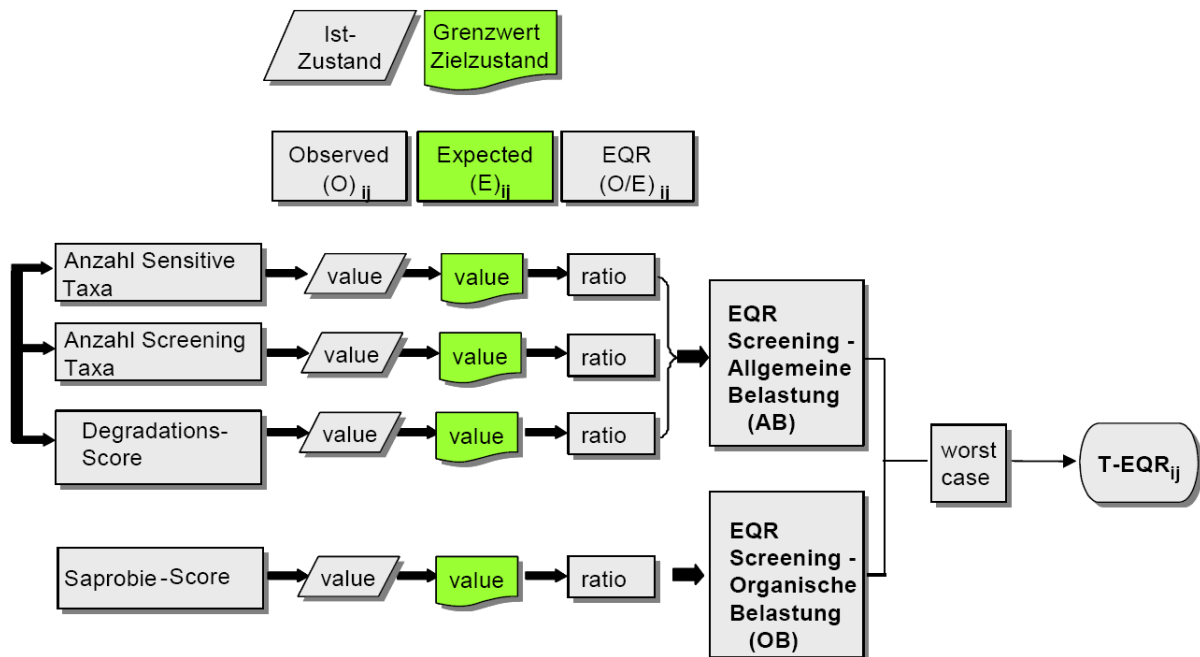 Ist-
Zustand
Grenzwert
Zielzustand
Observed
(O) ij
Expected
(E)ij
EQR
(O/E) ij
Anzahl Sensitive
Taxa
value
value
ratio
Anzahl Screening
Taxa
value
value
ratio
Degradations-
Score
value
value
ratio
EQR
Screening -
Allgemeine
Belastung
(AB)
Saprobie-Score
value
value
ratio
EQR
Screening -
Organische
Belastung
(OB)
worst
case
T-EQRij